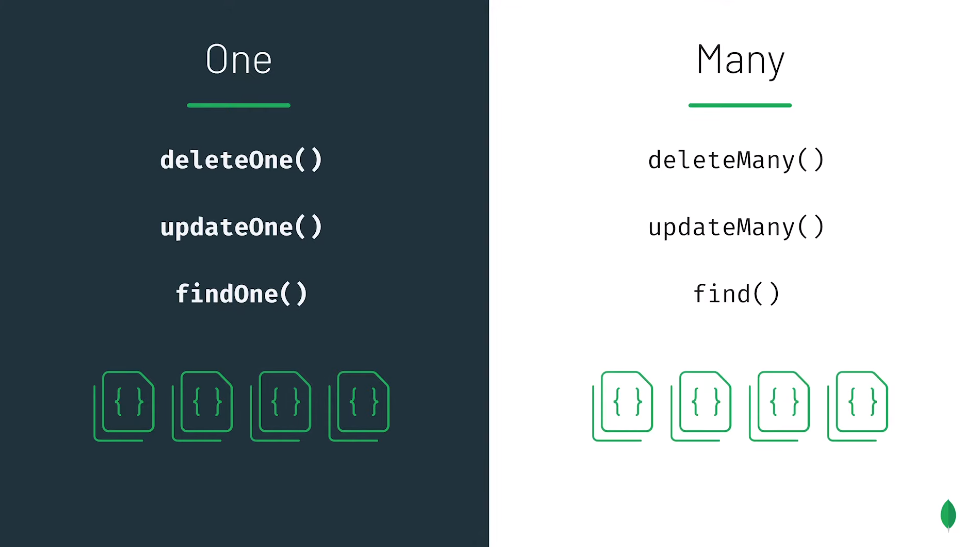 One
deleteOne()
updateOne()
findOne()
{ } { } { } { }
Many
deleteMany()
updateMany()
find()
{ } { } { } { }